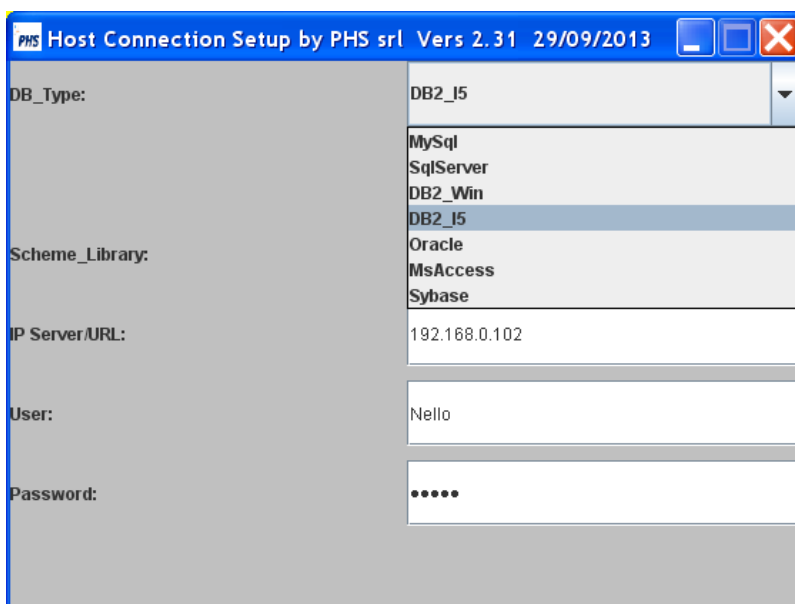 PHS Host Connection Setup by PHS srl Vers 2.31 29/09/2013
DB_Type:
DB2_I5
MySql
SqlServer
DB2_Win
DB2_I5
Oracle
MsAccess
Sybase
Scheme_Library:
IP Server/URL:
192.168.0.102
User:
Nello
Password:
•••••